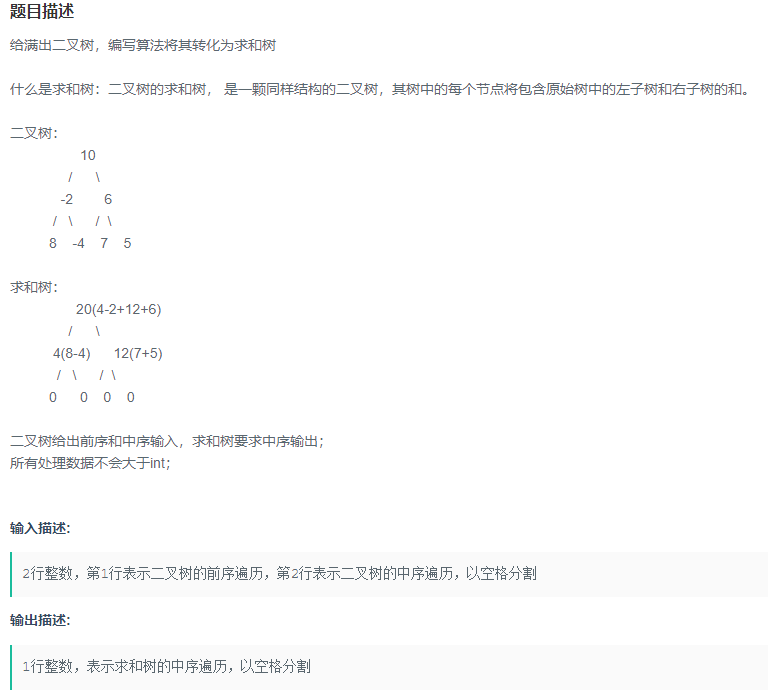 题目描述
给满出二叉树，编写算法将其转化为求和树
什么是求和树：二叉树的求和树， 是一颗同样结构的二叉树，其树中的每个节点将包含原始树中的左子树和右子树的和。
二叉树：
10
/ \
-2 6
/ \ / \
8 -4 7 5
求和树：
20(4-2+12+6)
/ \
4(8-4) 12(7+5)
/ \ / \
0 0 0 0
二叉树给出前序和中序输入，求和树要求中序输出；
所有处理数据不会大于int；
输入描述:
2行整数，第1行表示二叉树的前序遍历，第2行表示二叉树的中序遍历，以空格分割
输出描述:
1行整数，表示求和树的中序遍历，以空格分割